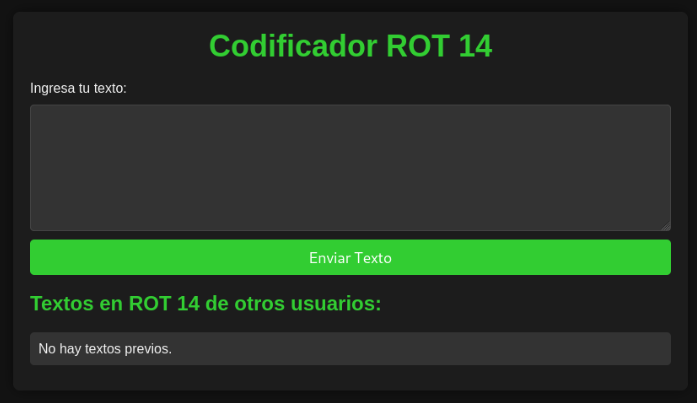 Codificador ROT 14
Ingresa tu texto:
Enviar Texto
Textos en ROT 14 de otros usuarios:
No hay textos previos.